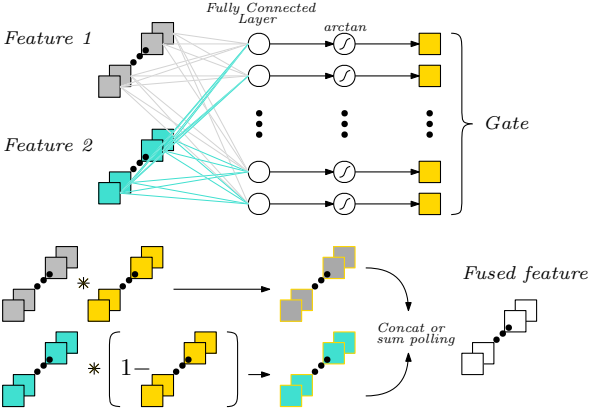 Fully Connected
Layer
Feature 1
arctan
Gate
Feature 2
*
Fused feature
Concat or
sum polling
* 1-